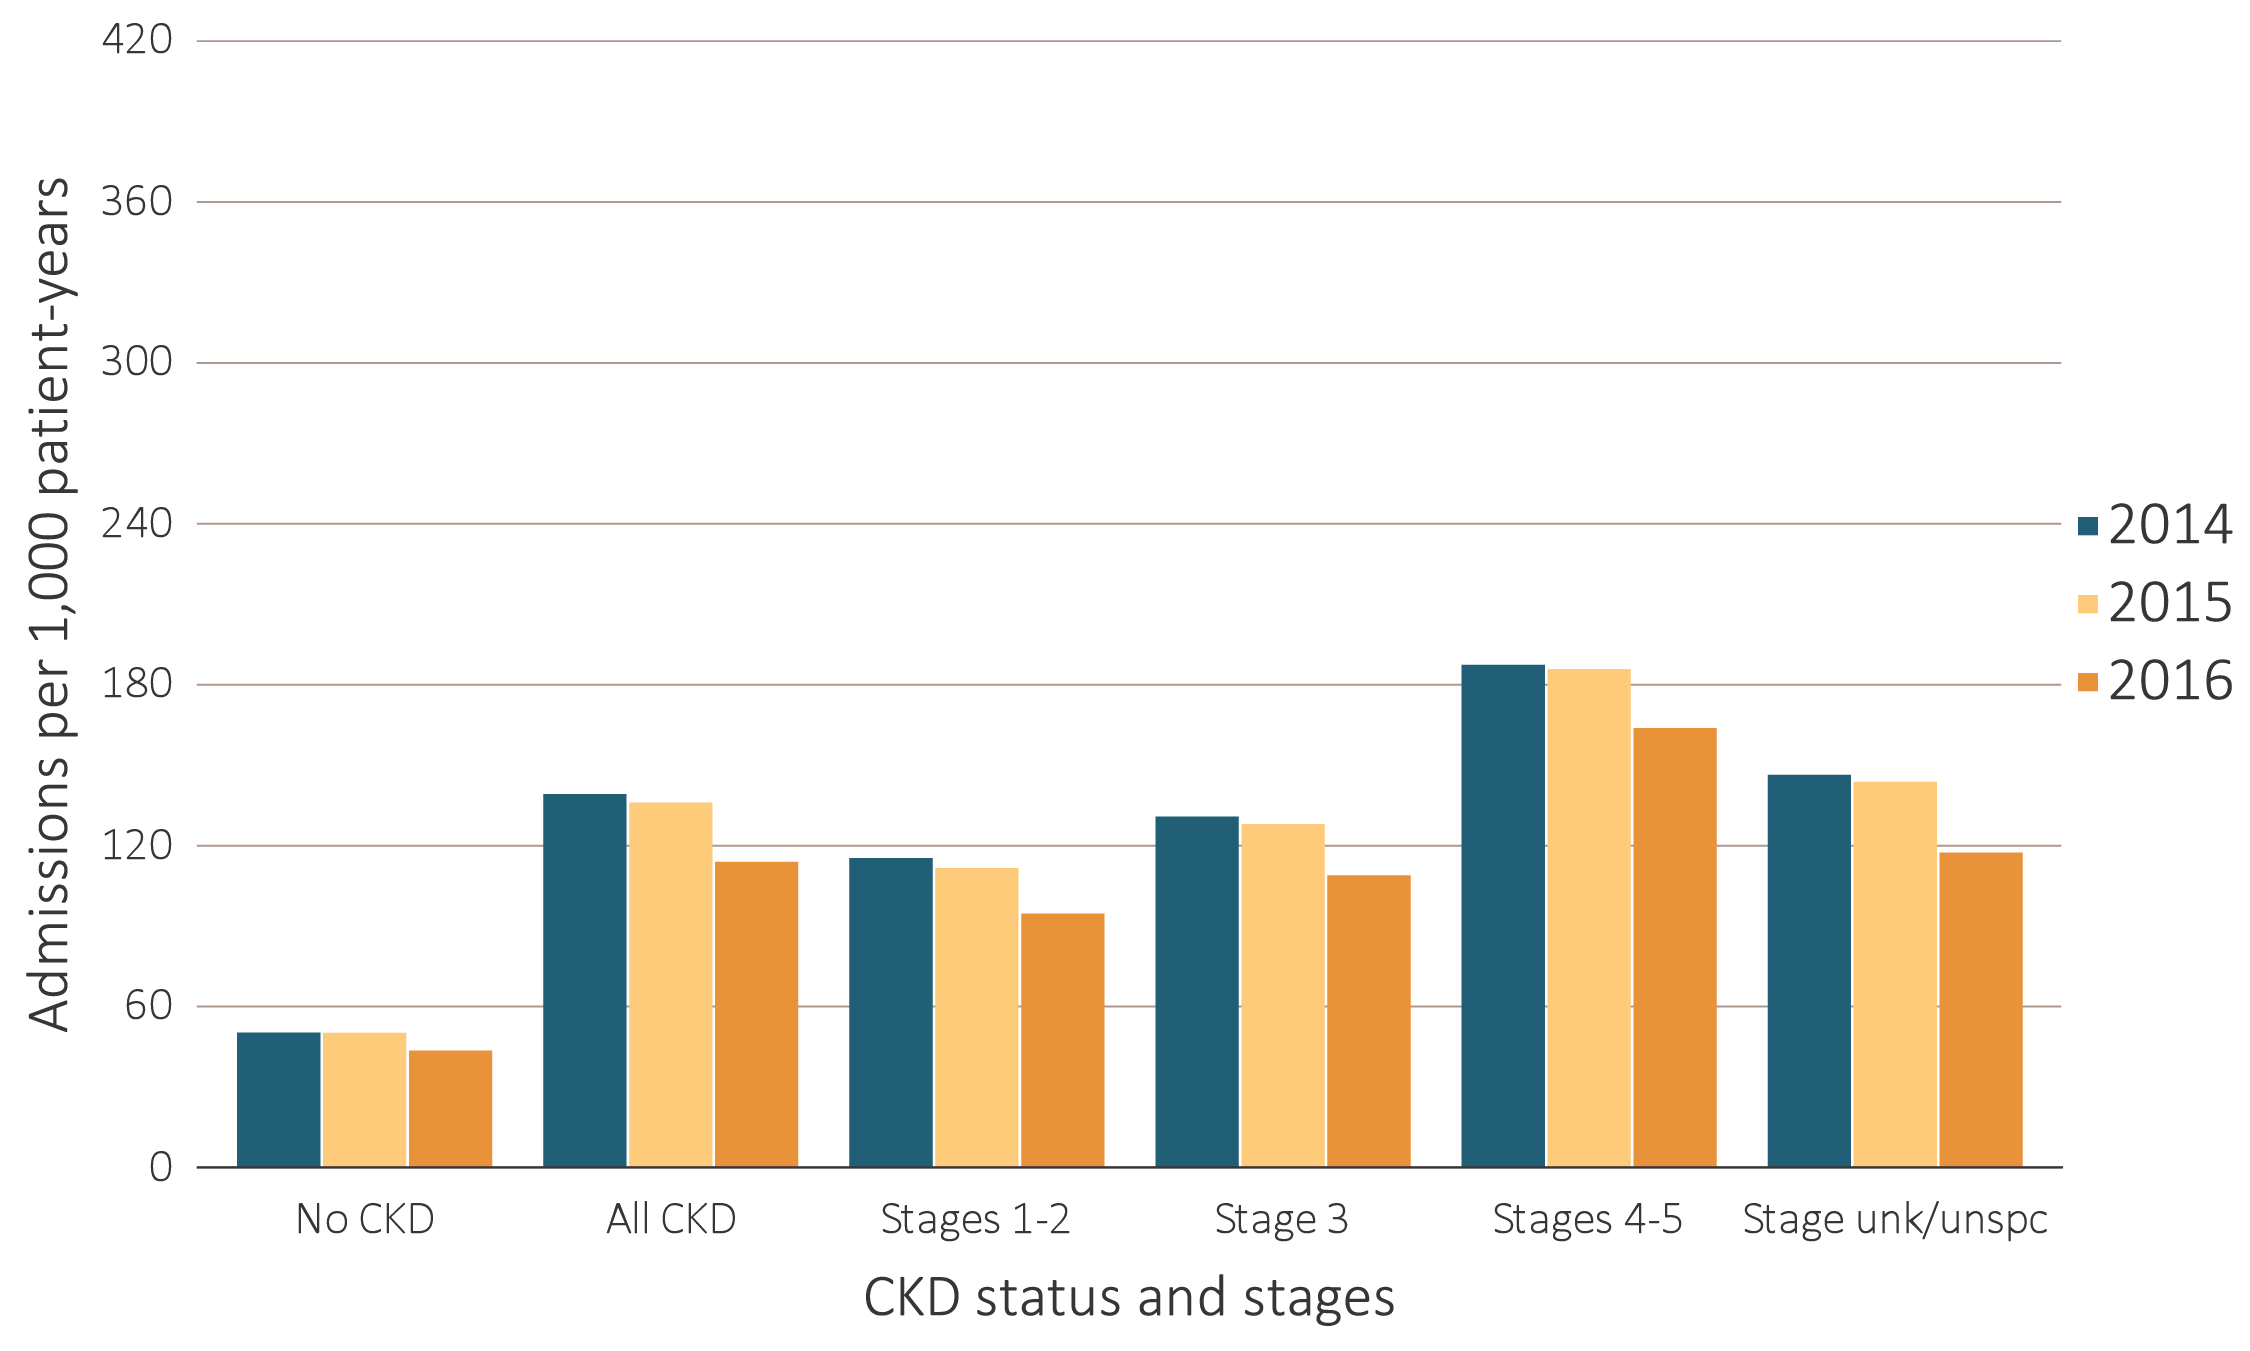 Admissions per 1,000 patient-years
420
360
300
240
180
120
60
0
No CKD
All CKD
Stages 1-2
Stage 3
Stages 4-5
Stage unk/unspc
CKD status and stages
2014
2015
2016